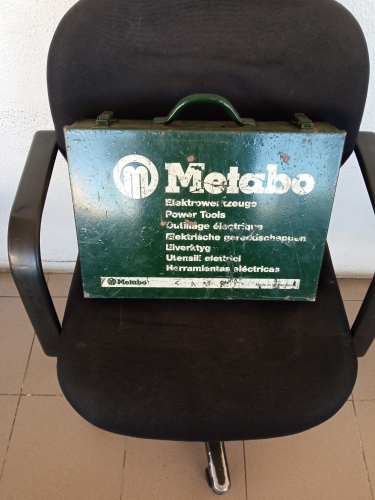 Metabo
Elektrowerkzeuge
Power Tools
Outillage électrique
Elektrische gereedschappen
Elverktyg
Utensili elettrici
Herramientas eléctricas
Metabo